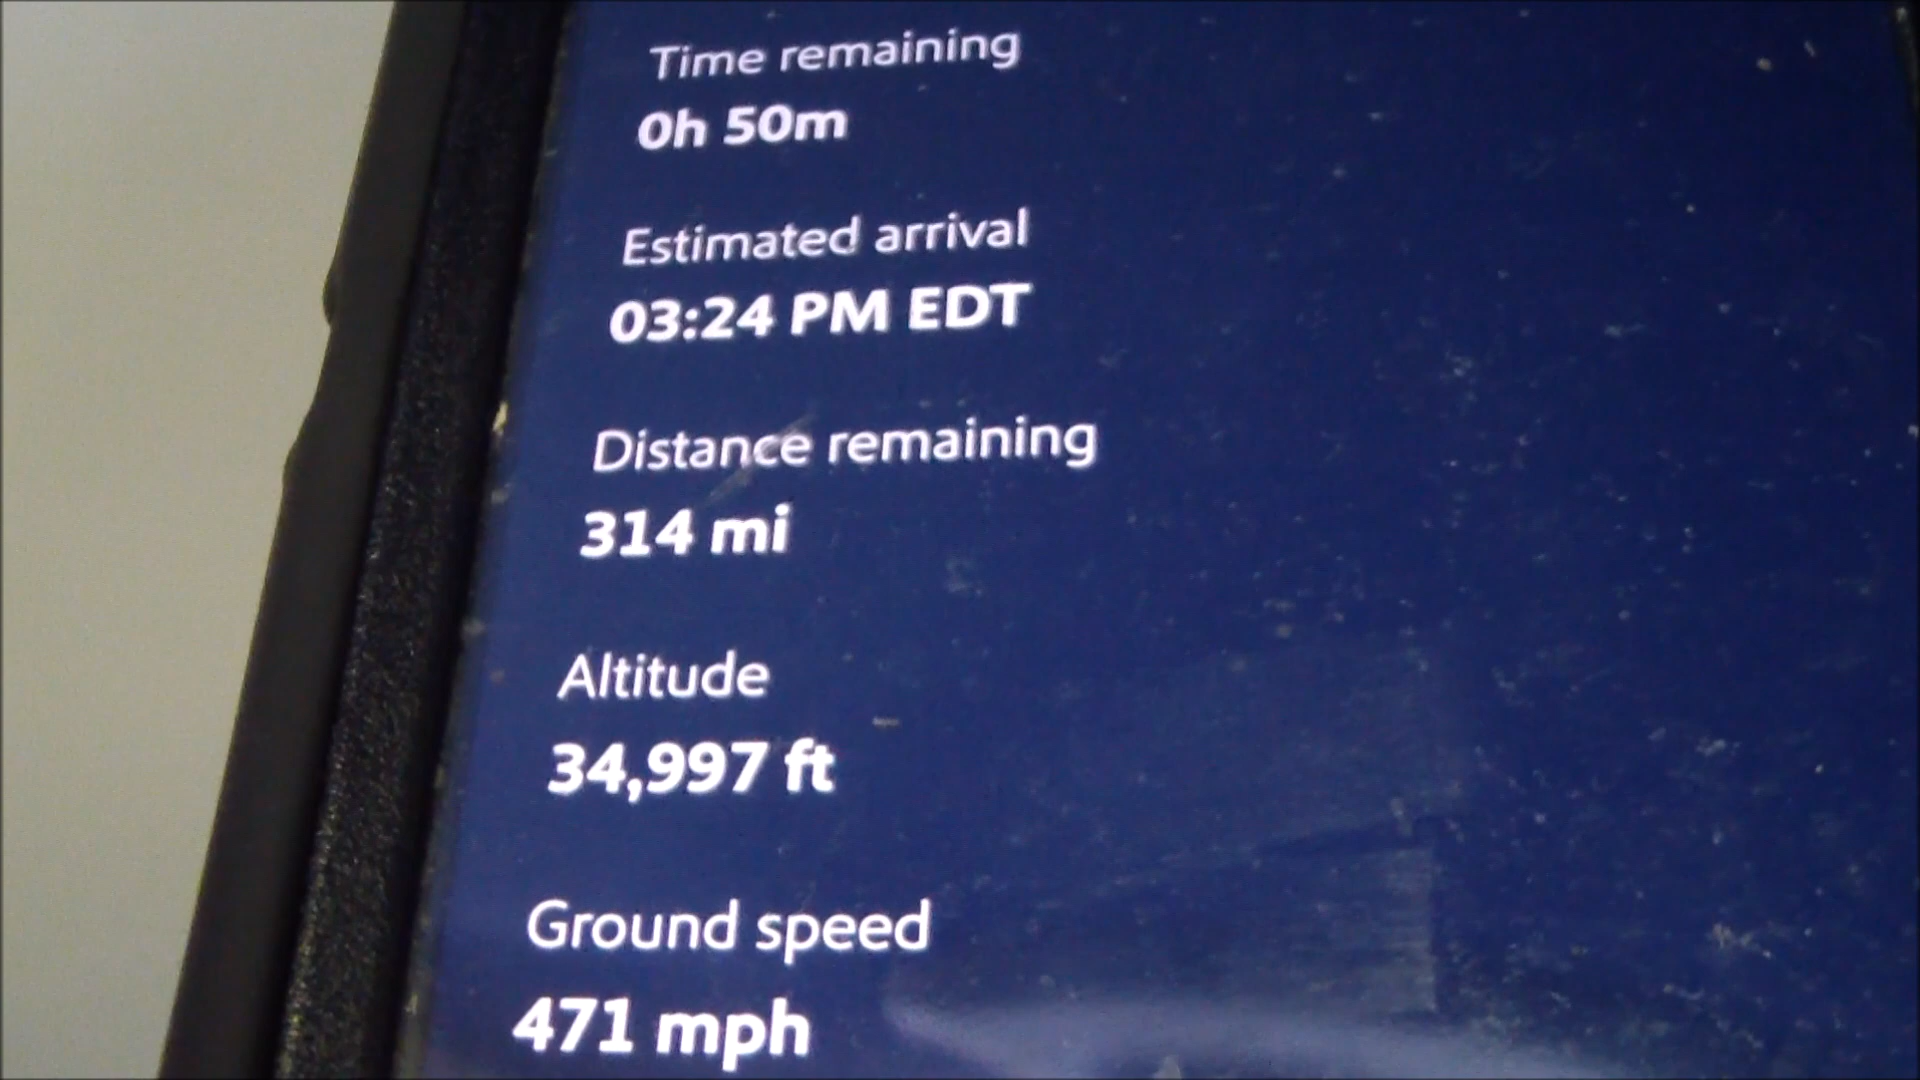 Time remaining
0h 50m
Estimated arrival
03:24 PM EDT
Distance remaining
314 mi
Altitude
34,997 ft
Ground speed
471 mph